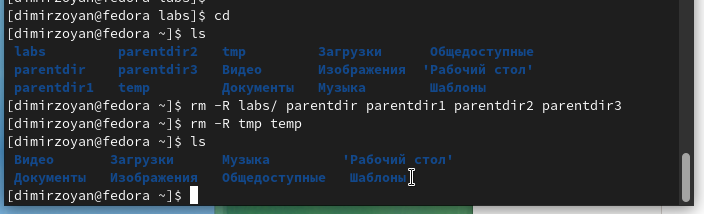 [dimirzoyan@fedora labs]$ cd
[dimirzoyan@fedora ~]$ ls
labs parentdir2 tmp Загрузки Общедоступные
parentdir parentdir3 Видео Изображения 'Рабочий стол'
parentdir1 temp Документы Музыка Шаблоны
[dimirzoyan@fedora ~]$ rm -R labs/ parentdir parentdir1 parentdir2 parentdir3
[dimirzoyan@fedora ~]$ rm -R tmp temp
[dimirzoyan@fedora ~]$ ls
Видео Загрузки Музыка 'Рабочий стол'
Документы Изображения Общедоступные Шаблоны
[dimirzoyan@fedora ~]$